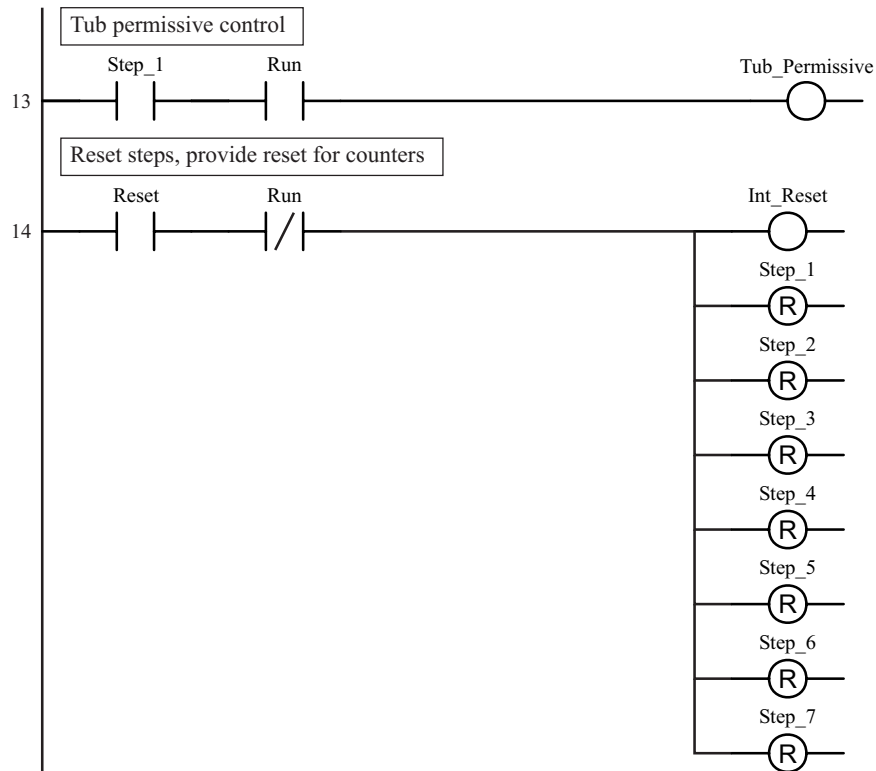 Tub permissive control
Step_1 Run Tub_Permissive
13
Reset steps, provide reset for counters
Reset Run Int_Reset
14
Step_1
R
Step_2
R
Step_3
R
Step_4
R
Step_5
R
Step_6
R
Step_7
R